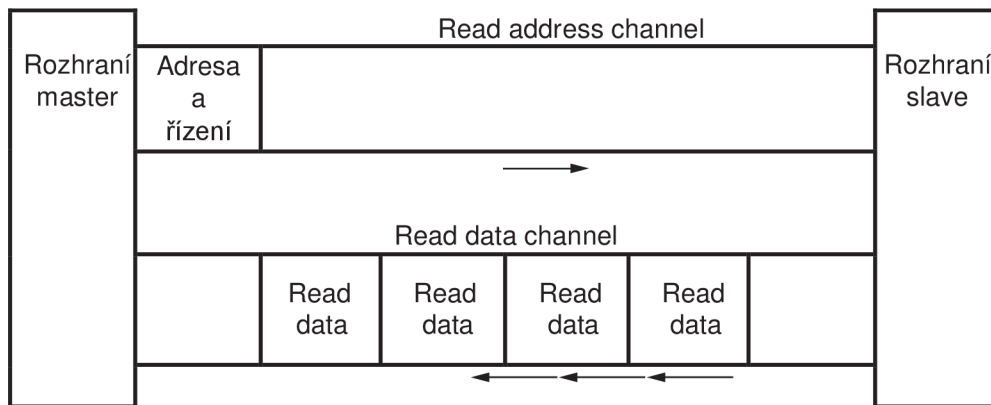 Read address channel
Rozhraní
master
Adresa
a
řízení
Rozhraní
slave
Read data channel
Read
data
Read
data
Read
data
Read
data